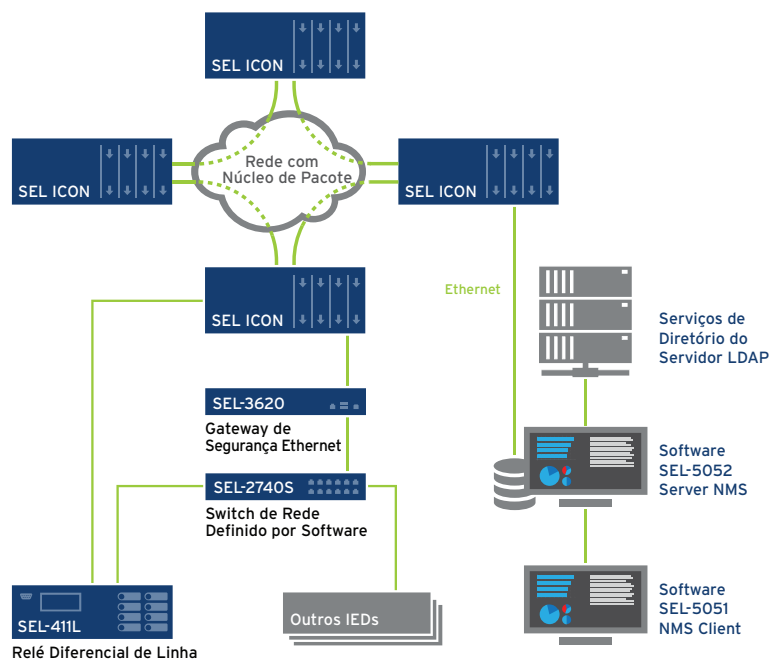 SEL ICON
Rede com
Núcleo de Pacote
SEL ICON
SEL ICON
SEL ICON
Ethernet
Serviços de
Diretório do
Servidor LDAP
SEL-3620
Gateway de
Segurança Ethernet
Software
SEL-5052
Server NMS
SEL-2740S
Switch de Rede
Definido por Software
SEL-411L
Relé Diferencial de Linha
Outros IEDs
Software
SEL-5051
NMS Client